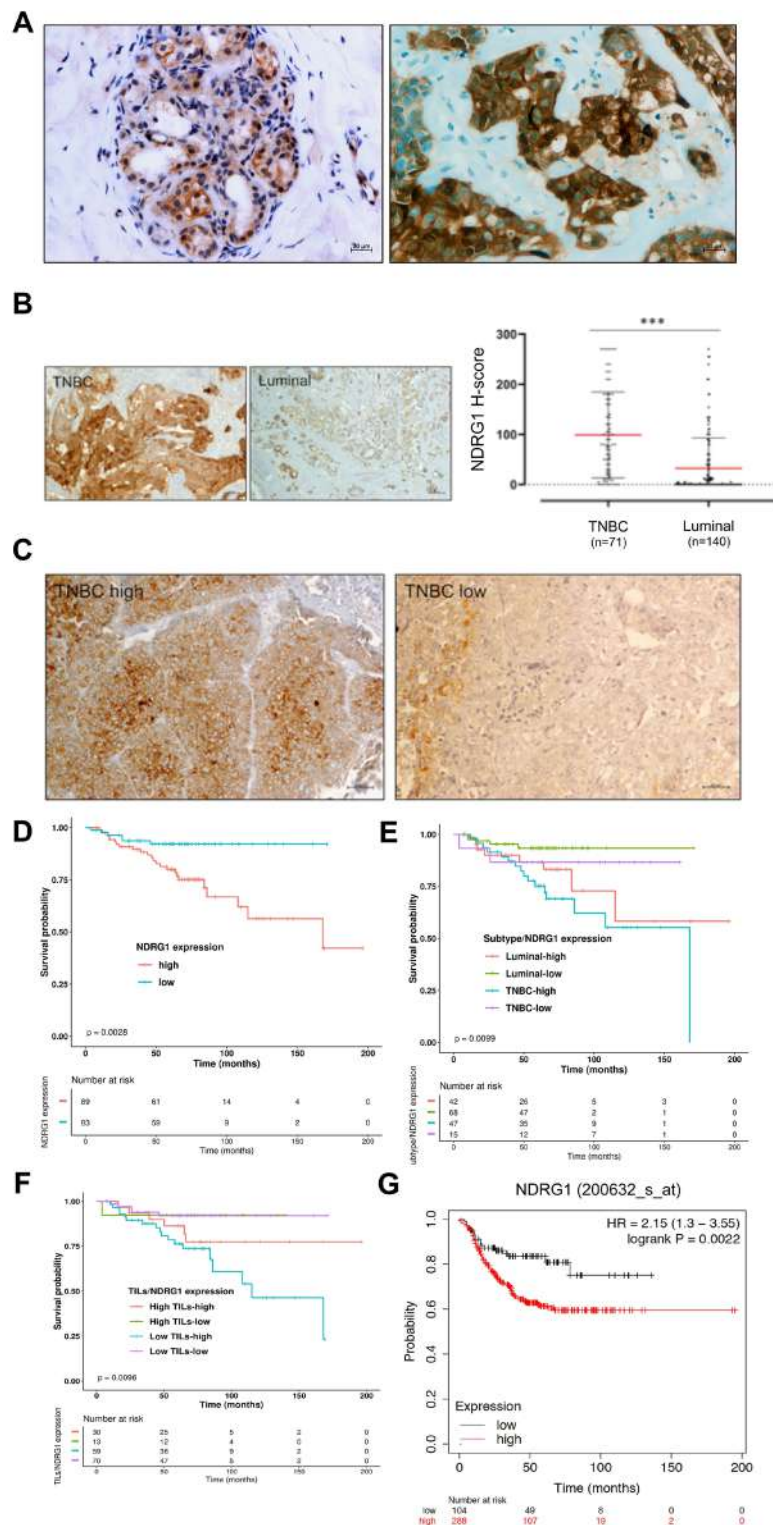 A
50 µm
B
TNBC
Luminal
***
NDRG1 H-score
300
200
100
0
TNBC
(n=71)
Luminal
(n=140)
C
TNBC high
TNBC low
D
Survival probability
1.00
0.75
0.50
0.25
0.00
NDRG1 expression
high
low
p = 0.0028
0 50 100 150 200
Time (months)
Number at risk
NDRG1 expression
89 61 14 4 0
83 59 9 2 0
0 50 100 150 200
Time (months)
E
Survival probability
1.00
0.75
0.50
0.25
0.00
Subtype/NDRG1 expression
Luminal-high
Luminal-low
TNBC-high
TNBC-low
p = 0.0099
0 50 100 150 200
Time (months)
Number at risk
ubtype/NDRG1 expression
42 26 5 3 0
68 47 2 1 0
47 35 9 1 0
15 12 7 1 0
0 50 100 150 200
Time (months)
F
Survival probability
1.00
0.75
0.50
0.25
0.00
TILs/NDRG1 expression
High TILs-high
High TILs-low
Low TILs-high
Low TILs-low
p = 0.0096
0 50 100 150 200
Time (months)
Number at risk
TILs/NDRG1 expression
30 25 5 2 0
13 12 4 0 0
59 36 9 2 0
70 47 5 2 0
0 50 100 150 200
Time (months)
G
NDRG1 (200632_s_at)
HR = 2.15 (1.3 − 3.55)
logrank P = 0.0022
Probability
1.0
0.8
0.6
0.4
0.2
0.0
Expression
low
high
0 50 100 150 200
Time (months)
Number at risk
low 104 49 8 0 0
high 288 107 19 2 0